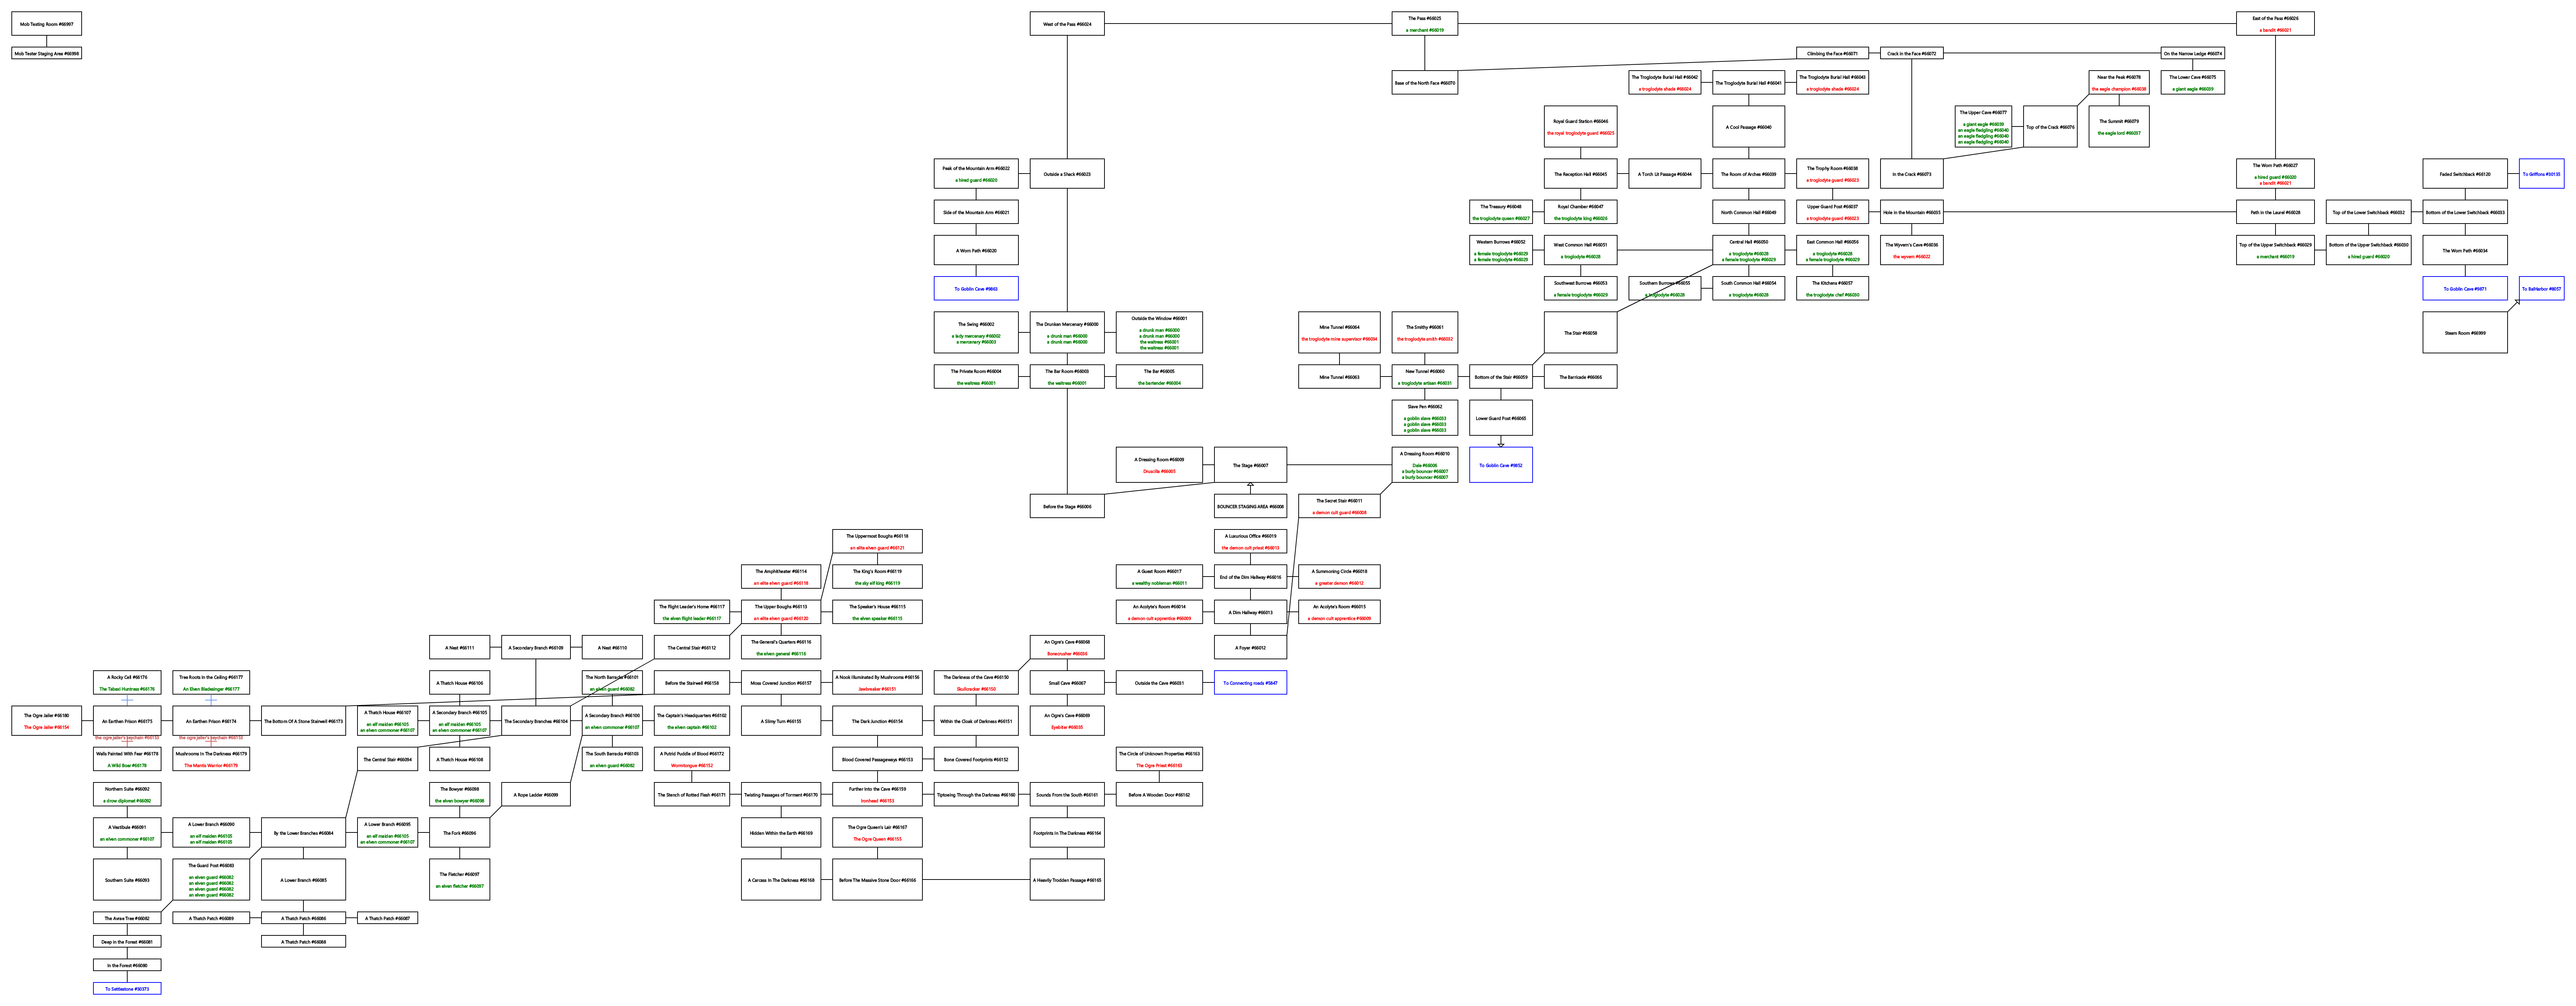 Mob Testing Room #66997
West of the Pass #66024
The Pass #66025
a merchant #66019
East of the Pass #66026
a bandit #66021
Mob Tester Staging Area #66998
Climbing the Face #66071
Crack in the Face #66072
On the Narrow Ledge #66074
Base of the North Face #66070
The Troglodyte Burial Hall #66042
a troglodyte shade #66024
The Troglodyte Burial Hall #66041
The Troglodyte Burial Hall #66043
a troglodyte shade #66024
Near the Peak #66078
the eagle champion #66038
The Lower Cave #66075
a giant eagle #66039
Royal Guard Station #66046
the royal troglodyte guard #66025
A Cool Passage #66040
The Upper Cave #66077
a giant eagle #66039
an eagle fledgling #66040
an eagle fledgling #66040
an eagle fledgling #66040
Top of the Crack #66076
The Summit #66079
the eagle lord #66037
Peak of the Mountain Arm #66022
a hired guard #66020
Outside a Shack #66023
The Reception Hall #66045
A Torch Lit Passage #66044
The Room of Arches #66039
The Trophy Room #66038
a troglodyte guard #66023
In the Crack #66073
The Worn Path #66027
a hired guard #66020
a bandit #66021
Faded Switchback #66120
To Griffons #30135
Side of the Mountain Arm #66021
The Treasury #66048
the troglodyte queen #66027
Royal Chamber #66047
the troglodyte king #66026
North Common Hall #66049
Upper Guard Post #66037
a troglodyte guard #66023
Hole in the Mountain #66035
Path in the Laurel #66028
Top of the Lower Switchback #66032
Bottom of the Lower Switchback #66033
A Worn Path #66020
Western Burrows #66052
a female troglodyte #66029
a female troglodyte #66029
West Common Hall #66051
a troglodyte #66028
Central Hall #66050
a troglodyte #66028
a female troglodyte #66029
East Common Hall #66056
a troglodyte #66028
a female troglodyte #66029
The Wyvern's Cave #66036
the wyvern #66022
Top of the Upper Switchback #66029
a merchant #66019
Bottom of the Upper Switchback #66030
a hired guard #66020
The Worn Path #66034
To Goblin Cave #9863
Southwest Burrows #66053
a female troglodyte #66029
Southern Burrows #66055
a troglodyte #66028
South Common Hall #66054
a troglodyte #66028
The Kitchens #66057
the troglodyte chef #66030
To Goblin Cave #9871
To BalHarbor #8057
The Swing #66002
a lady mercenary #66002
a mercenary #66003
The Drunken Mercenary #66000
a drunk man #66000
a drunk man #66000
Outside the Window #66001
a drunk man #66000
a drunk man #66000
the waitress #66001
the waitress #66001
Mine Tunnel #66064
the troglodyte mine supervisor #66034
The Smithy #66061
the troglodyte smith #66032
The Stair #66058
Steam Room #66999
The Private Room #66004
the waitress #66001
The Bar Room #66003
the waitress #66001
The Bar #66005
the bartender #66004
Mine Tunnel #66063
New Tunnel #66060
a troglodyte artisan #66031
Bottom of the Stair #66059
The Barricade #66066
Slave Pen #66062
a goblin slave #66033
a goblin slave #66033
a goblin slave #66033
Lower Guard Post #66065
A Dressing Room #66009
Druscilla #66005
The Stage #66007
A Dressing Room #66010
Dale #66006
a burly bouncer #66007
a burly bouncer #66007
To Goblin Cave #9852
Before the Stage #66006
BOUNCER STAGING AREA #66008
The Secret Stair #66011
a demon cult guard #66008
The Uppermost Boughs #66118
an elite elven guard #66121
A Luxurious Office #66019
the demon cult priest #66013
The Amphitheater #66114
an elite elven guard #66118
The King's Room #66119
the sky elf king #66119
A Guest Room #66017
a wealthy nobleman #66011
End of the Dim Hallway #66016
A Summoning Circle #66018
a greater demon #66012
The Flight Leader's Home #66117
the elven flight leader #66117
The Upper Boughs #66113
an elite elven guard #66120
The Speaker's House #66115
the elven speaker #66115
An Acolyte's Room #66014
a demon cult apprentice #66009
A Dim Hallway #66013
An Acolyte's Room #66015
a demon cult apprentice #66009
A Nest #66111
A Secondary Branch #66109
A Nest #66110
The Central Stair #66112
The General's Quarters #66116
the elven general #66116
An Ogre's Cave #66068
Bonecrusher #66036
A Foyer #66012
A Rocky Cell #66176
The Tabaxi Huntress #66176
Tree Roots In the Ceiling #66177
An Elven Bladesinger #66177
A Thatch House #66106
The North Barracks #66101
an elven guard #66082
Before the Stairwell #66158
Moss Covered Junction #66157
A Nook Illuminated By Mushrooms #66156
Jawbreaker #66151
The Darkness of the Cave #66150
Skullcracker #66150
Small Cave #66067
Outside the Cave #66031
To Connecting roads #5847
The Ogre Jailer #66180
The Ogre Jailer #66154
An Earthen Prison #66175
An Earthen Prison #66174
The Bottom Of A Stone Stairwell #66173
A Thatch House #66107
an elf maiden #66105
an elven commoner #66107
A Secondary Branch #66105
an elf maiden #66105
an elven commoner #66107
The Secondary Branches #66104
A Secondary Branch #66100
an elven commoner #66107
The Captain's Headquarters #66102
the elven captain #66102
A Slimy Turn #66155
The Dark Junction #66154
Within the Cloak of Darkness #66151
An Ogre's Cave #66069
Eyebiter #66035
the ogre jailer's keychain #66153
the ogre jailer's keychain #66153
Walls Painted With Fear #66178
A Wild Boar #66178
Mushrooms In The Darkness #66179
The Mantis Warrior #66179
The Central Stair #66094
A Thatch House #66108
The South Barracks #66103
an elven guard #66082
A Putrid Puddle of Blood #66172
Wormtongue #66152
Blood Covered Passageways #66153
Bone Covered Footprints #66152
The Circle of Unknown Properties #66163
The Ogre Priest #66163
Northern Suite #66092
a drow diplomat #66092
The Bowyer #66098
the elven bowyer #66098
A Rope Ladder #66099
The Stench of Rotted Flesh #66171
Twisting Passages of Torment #66170
Further Into the Cave #66159
Ironhead #66153
Tiptoeing Through the Darkness #66160
Sounds From the South #66161
Before A Wooden Door #66162
A Vestibule #66091
an elven commoner #66107
A Lower Branch #66090
an elf maiden #66105
an elf maiden #66105
By the Lower Branches #66084
A Lower Branch #66095
an elf maiden #66105
an elven commoner #66107
The Fork #66096
Hidden Within the Earth #66169
The Ogre Queen's Lair #66167
The Ogre Queen #66155
Footprints In The Darkness #66164
Southern Suite #66093
The Guard Post #66083
an elven guard #66082
an elven guard #66082
an elven guard #66082
an elven guard #66082
A Lower Branch #66085
The Fletcher #66097
an elven fletcher #66097
A Carcass In The Darkness #66168
Before The Massive Stone Door #66166
A Heavily Trodden Passage #66165
The Avraa Tree #66082
A Thatch Patch #66089
A Thatch Patch #66086
A Thatch Patch #66087
Deep in the Forest #66081
A Thatch Patch #66088
In the Forest #66080
To Settlestone #30373